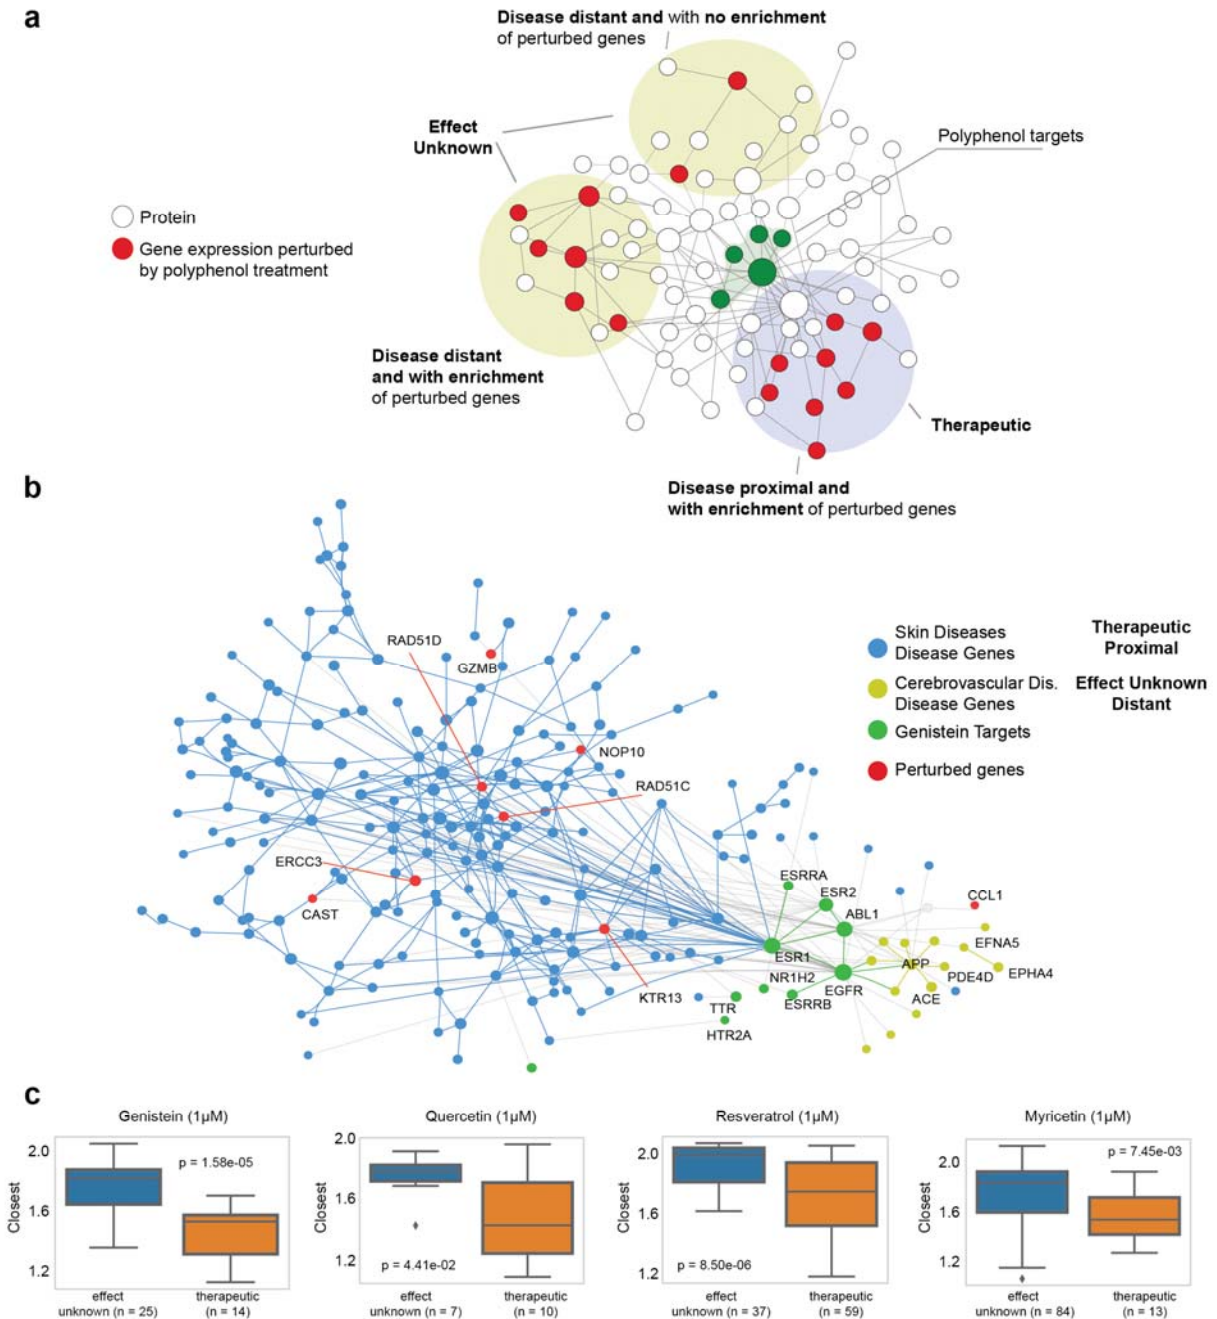 a
Disease distant and with no enrichment
of perturbed genes
Effect
Unknown
Polyphenol targets
Protein
Gene expression perturbed
by polyphenol treatment
Disease distant
and with enrichment
of perturbed genes
Therapeutic
Disease proximal and
with enrichment of perturbed genes
b
RAD51D
GZMB
NOP10
RAD51C
ERCC3
CAST
KTR13
Skin Diseases
Disease Genes
Therapeutic
Proximal
Cerebrovascular Dis.
Disease Genes
Effect Unknown
Distant
Genistein Targets
Perturbed genes
ESRRA
ESR2
ABL1
CCL1
ESR1
EFNA5
APP
NR1H2
EGFR
PDE4D
EPHA4
ESRRB
ACE
TTR
HTR2A
c
Genistein (1µM)
Closest
2.0
1.6
1.2
p = 1.58e-05
effect
unknown (n = 25)
therapeutic
(n = 14)
Quercetin (1µM)
Closest
2.0
1.6
1.2
p = 4.41e-02
effect
unknown (n = 7)
therapeutic
(n = 10)
Resveratrol (1µM)
Closest
2.0
1.6
1.2
p = 8.50e-06
effect
unknown (n = 37)
therapeutic
(n = 59)
Myricetin (1µM)
Closest
2.0
1.6
1.2
p = 7.45e-03
effect
unknown (n = 84)
therapeutic
(n = 13)